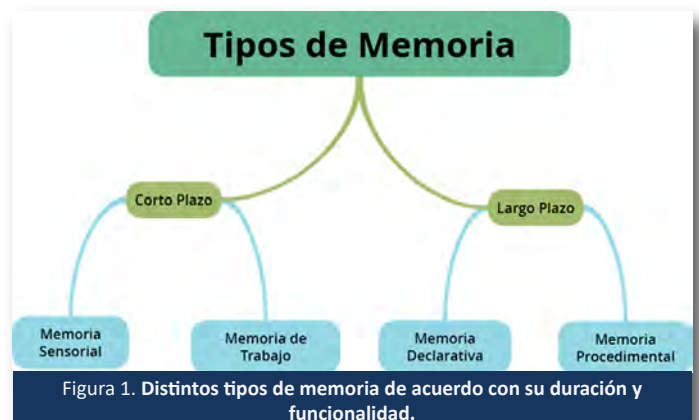 Tipos de Memoria
Corto Plazo
Largo Plazo
Memoria
Sensorial
Memoria de
Trabajo
Memoria
Declarativa
Memoria
Procedimental
Figura 1. Distintos tipos de memoria de acuerdo con su duración y
funcionalidad.